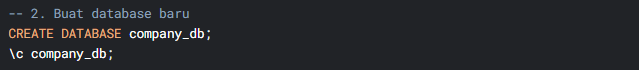 -- 2. Buat database baru
CREATE DATABASE company_db;
\c company_db;